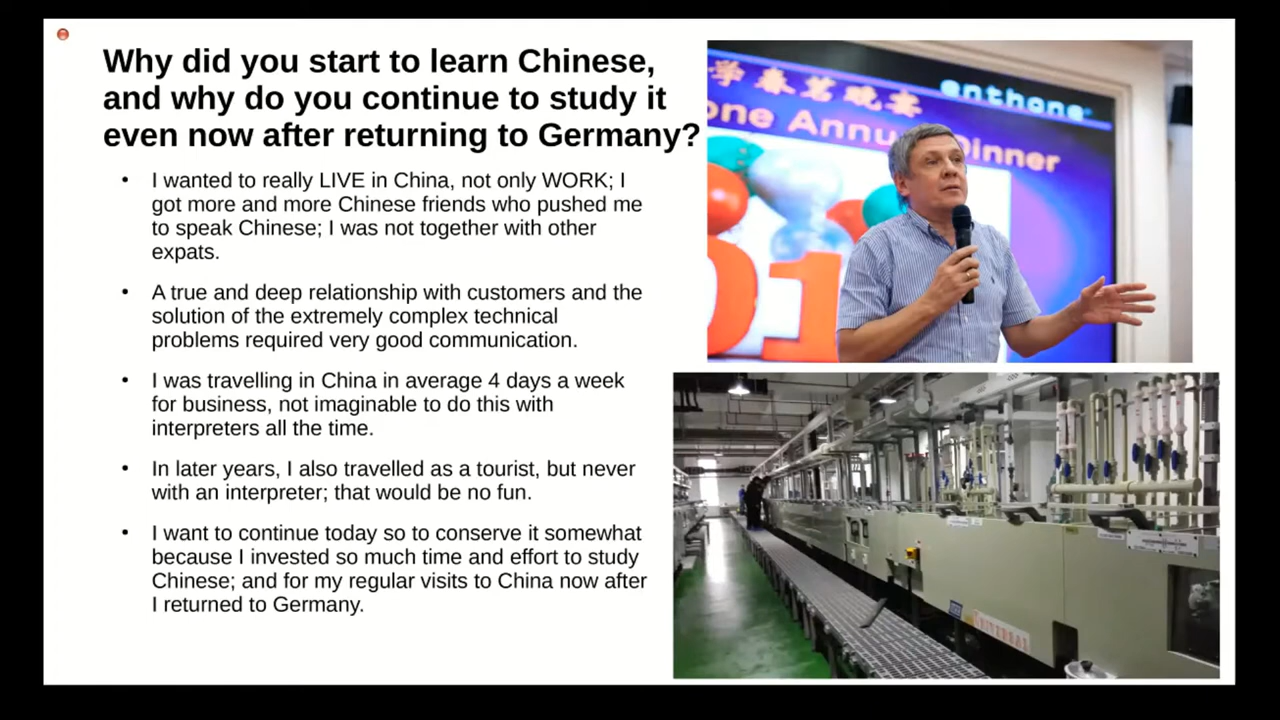 Why did you start to learn Chinese,
and why do you continue to study it
even now after returning to Germany?
• I wanted to really LIVE in China, not only WORK; I
got more and more Chinese friends who pushed me
to speak Chinese; I was not together with other
expats.
• A true and deep relationship with customers and the
solution of the extremely complex technical
problems required very good communication.
• I was travelling in China in average 4 days a week
for business, not imaginable to do this with
interpreters all the time.
• In later years, I also travelled as a tourist, but never
with an interpreter; that would be no fun.
• I want to continue today so to conserve it somewhat
because I invested so much time and effort to study
Chinese; and for my regular visits to China now after
I returned to Germany.
学春茗晚宴
enthone
one Annu Dinner
01